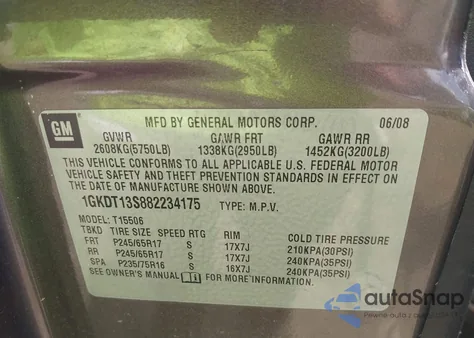 GM
MFD BY GENERAL MOTORS CORP. 06/08
GVWR GAWR FRT GAWR RR
2608KG(5750LB) 1338KG(2950LB) 1452KG(3200LB)
THIS VEHICLE CONFORMS TO ALL APPLICABLE U.S. FEDERAL MOTOR
VEHICLE SAFETY AND THEFT PREVENTION STANDARDS IN EFFECT ON
THE DATE OF MANUFACTURE SHOWN ABOVE.
1GKDT13S882234175 TYPE: M.P.V.
MODEL: T15506
TBKD TIRE SIZE SPEED RTG RIM COLD TIRE PRESSURE
FRT P245/65R17 S 17X7J 210KPA(30PSI)
RR P245/65R17 S 17X7J 240KPA(35PSI)
SPA P235/75R16 S 16X7J 240KPA(35PSI)
SEE OWNER'S MANUAL FOR MORE INFORMATION.
autaSnap
Powered by